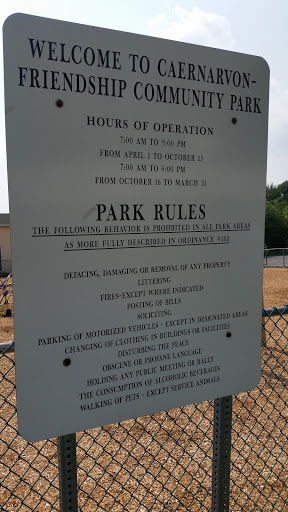 WELCOME TO CAERNARVON-
FRIENDSHIP COMMUNITY PARK
HOURS OF OPERATION
7:00 AM TO 9:00 PM
FROM APRIL 1 TO OCTOBER 15
7:00 AM TO 6:00 PM
FROM OCTOBER 16 TO MARCH 31
PARK RULES
THE FOLLOWING BEHAVIOR IS PROHIBITED IN ALL PARK AREAS
AS MORE FULLY DESCRIBED IN ORDINANCE #188
DEFACING, DAMAGING OR REMOVAL OF ANY PROPERTY
LITTERING
FIRES-EXCEPT WHERE INDICATED
POSTING OF BILLS
SOLICITING
PARKING OF MOTORIZED VEHICLES - EXCEPT IN DESIGNATED AREAS
CHANGING OF CLOTHING IN BUILDINGS OR FACILITIES
DISTURBING THE PEACE
OBSCENE OR PROFANE LANGUAGE
HOLDING ANY PUBLIC MEETING OR RALLY
THE CONSUMPTION OF ALCOHOLIC BEVERAGES
WALKING OF PETS - EXCEPT SERVICE ANIMALS